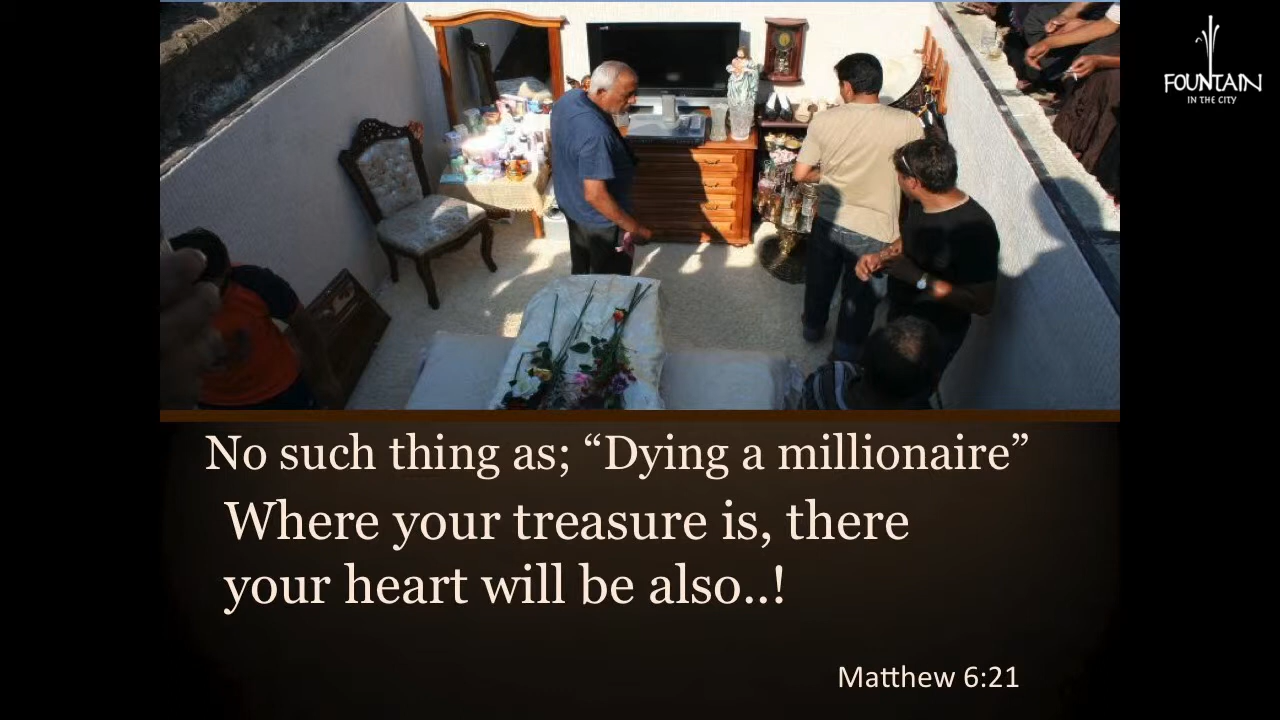 FOUNTAIN
IN THE CITY
No such thing as; “Dying a millionaire”
Where your treasure is, there
your heart will be also..!
Matthew 6:21